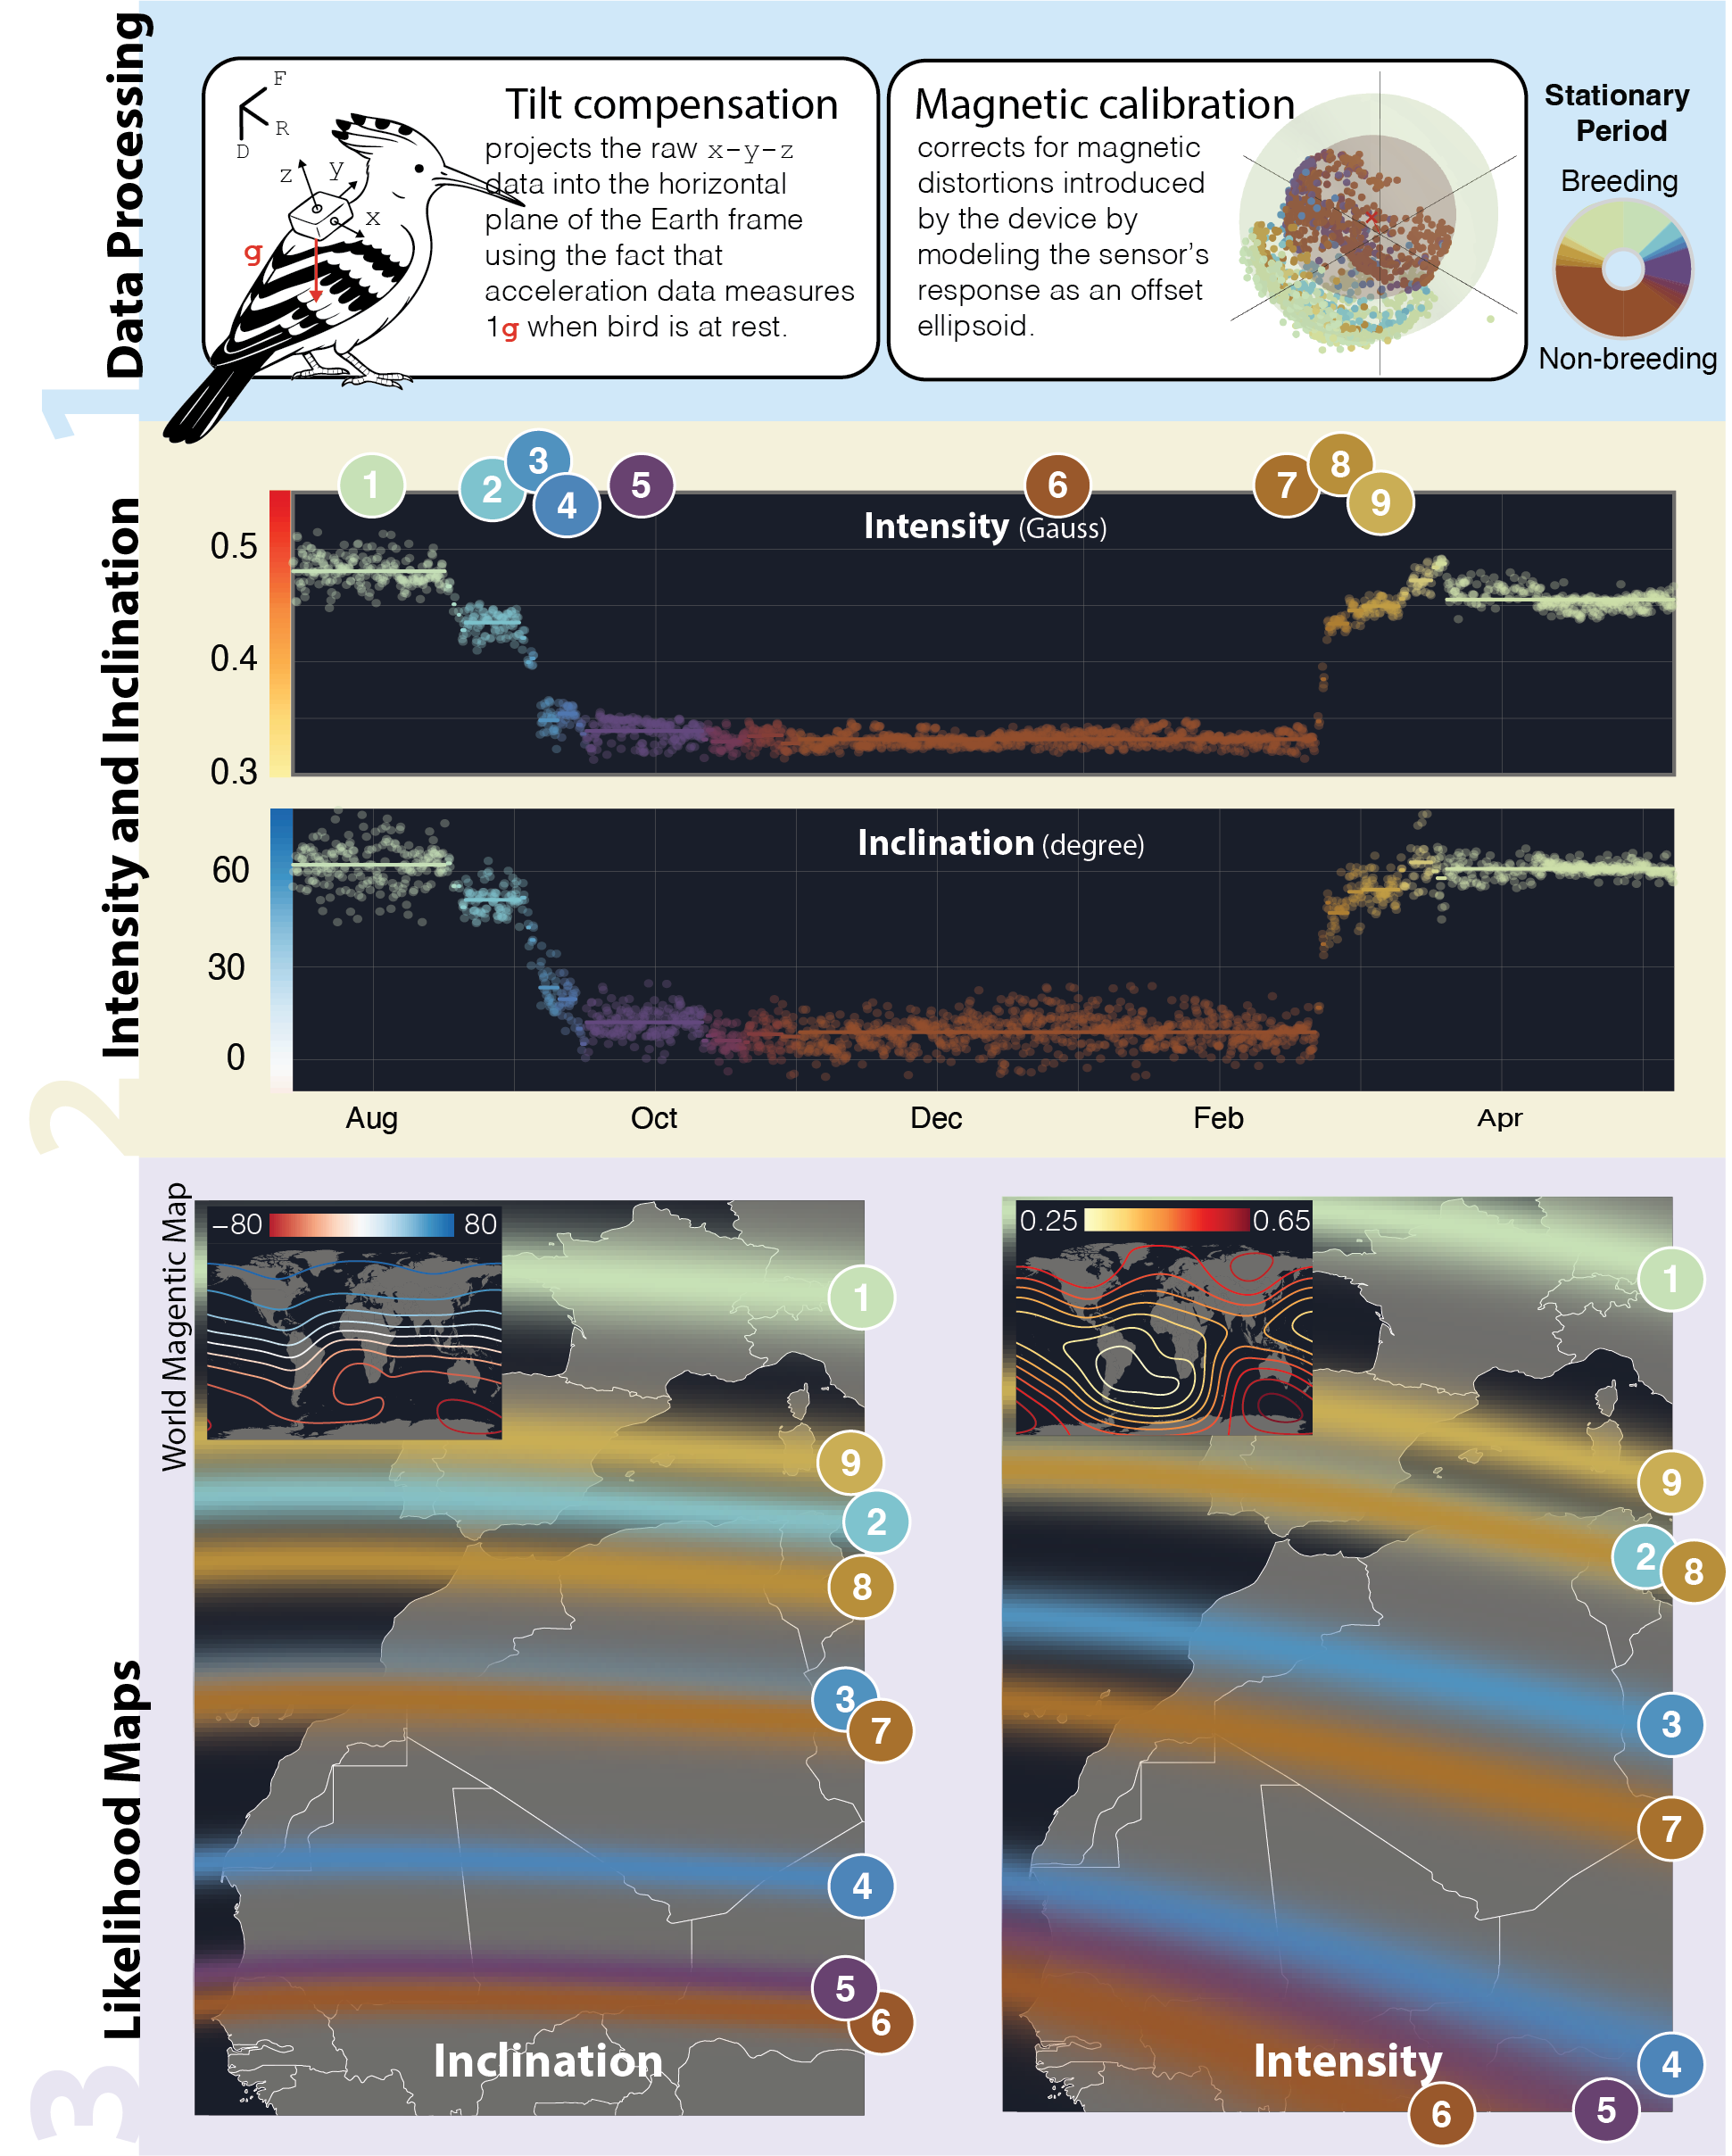 1 Data Processing
F
R
D
z
y
x
g
Tilt compensation
projects the raw x-y-z
data into the horizontal
plane of the Earth frame
using the fact that
acceleration data measures
1g when bird is at rest.
Magnetic calibration
corrects for magnetic
distortions introduced
by the device by
modeling the sensor's
response as an offset
ellipsoid.
Stationary
Period
Breeding
Non-breeding
2 Intensity and Inclination
1
2
3
4
5
6
7
8
9
Intensity (Gauss)
0.5
0.4
0.3
Inclination (degree)
60
30
0
Aug
Oct
Dec
Feb
Apr
3 Likelihood Maps
World Magentic Map
−80
80
1
9
2
8
3
7
4
5
6
Inclination
0.25
0.65
1
9
2
8
3
7
4
5
6
Intensity